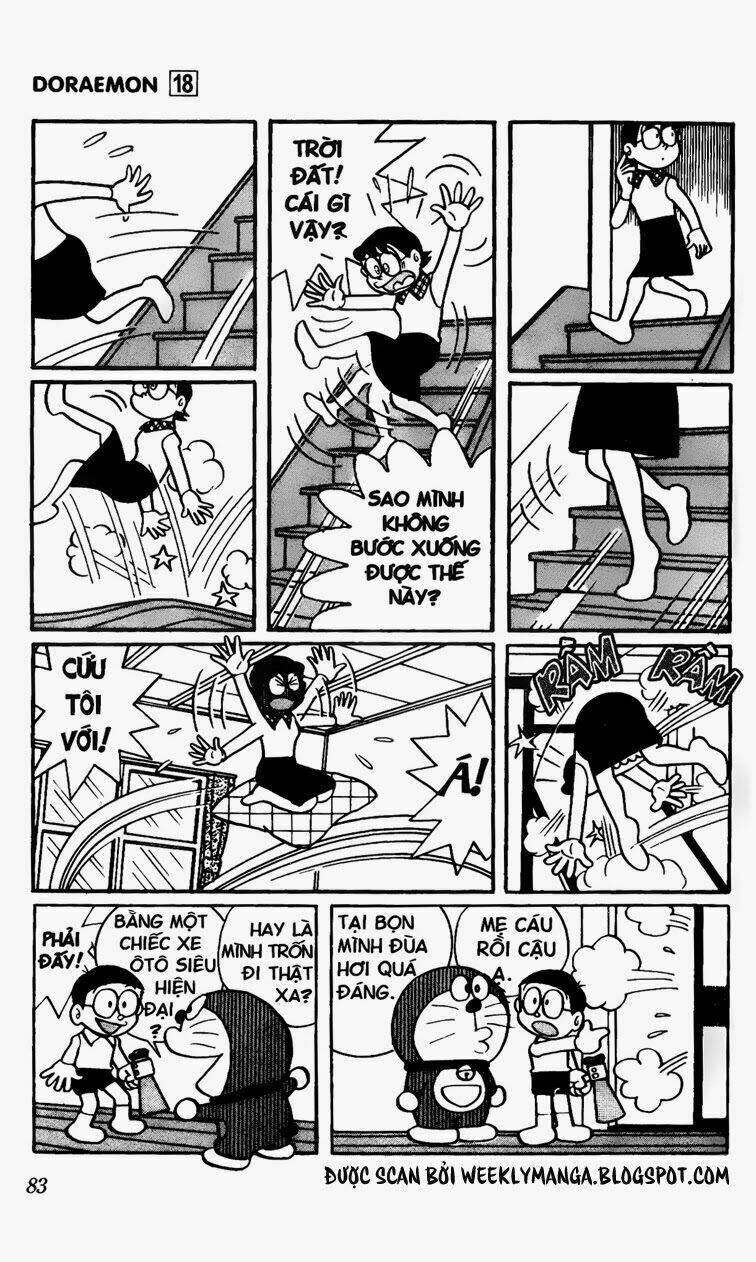 DORAEMON 18
TRỜI
ĐẤT!
CÁI GÌ
VẬY?
SAO MÌNH
KHÔNG
BƯỚC XUỐNG
ĐƯỢC THẾ
NÀY?
RẦM RẦM
Á!
CỨU
TÔI
VỚI!
MẸ CÁU
RỒI CẬU
Ạ.
TẠI BỌN
MÌNH ĐÙA
HƠI QUÁ
ĐÁNG.
HAY LÀ
MÌNH TRỐN
ĐI THẬT
XA?
BẰNG MỘT
CHIẾC XE
ÔTÔ SIÊU
HIỆN
ĐẠI
?
PHẢI
ĐẤY!
83
ĐƯỢC SCAN BỞI WEEKLYMANGA.BLOGSPOT.COM